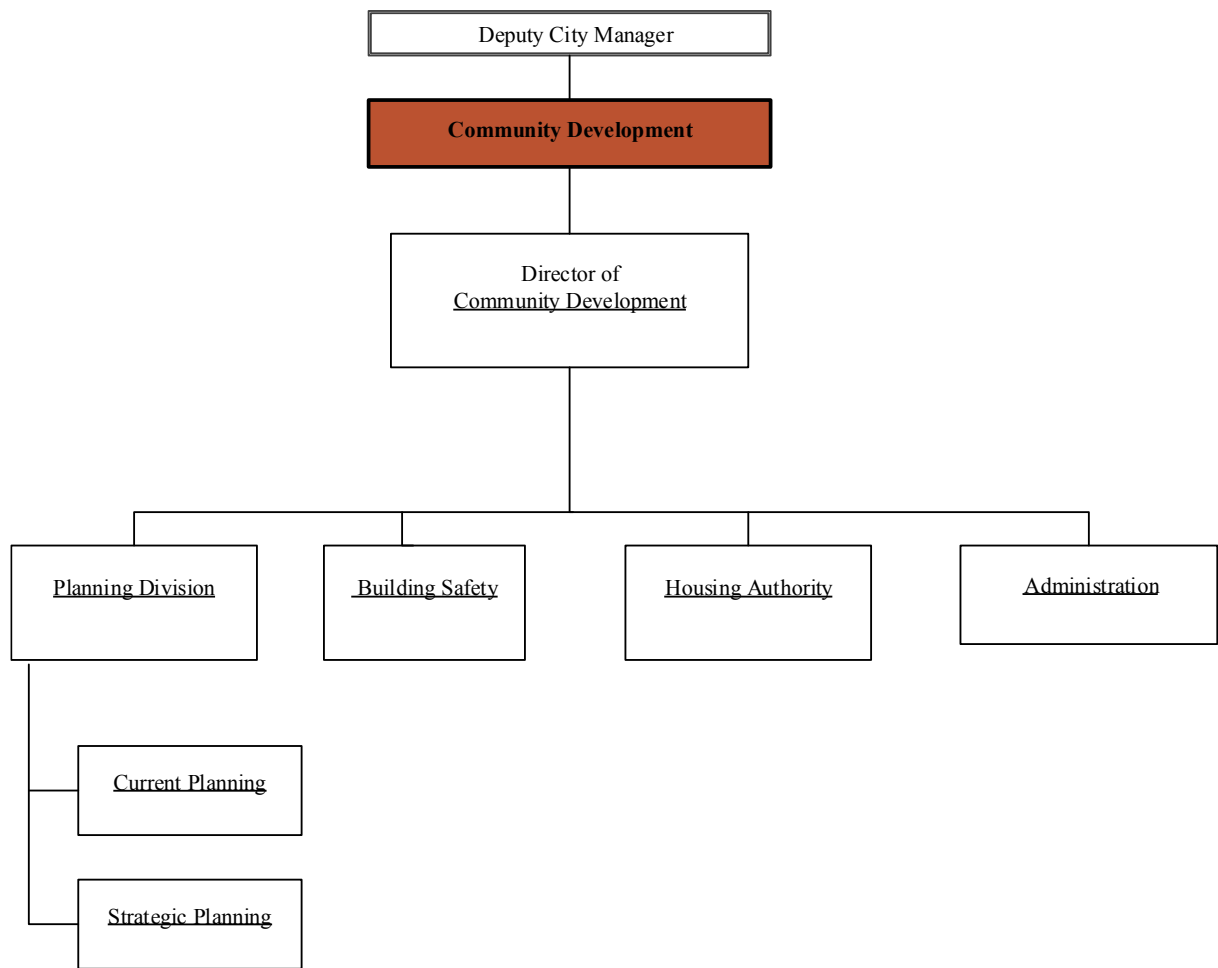 Deputy City Manager
Community Development
Director of
Community Development
Planning Division
Building Safety
Housing Authority
Administration
Current Planning
Strategic Planning